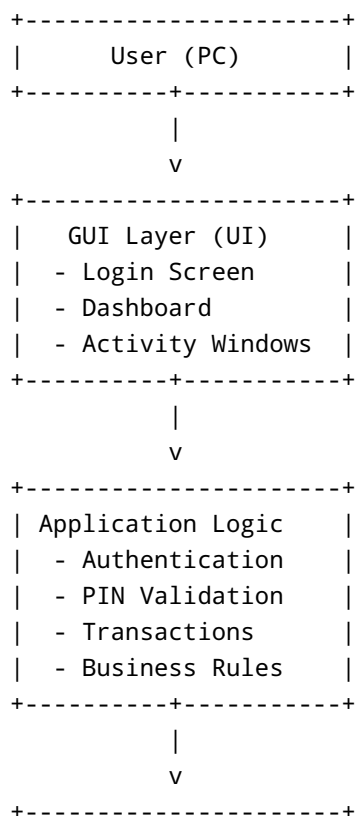 +----------------------+
|      User (PC)       |
+----------+-----------+
           |
           v
+----------------------+
|   GUI Layer (UI)     |
|  - Login Screen      |
|  - Dashboard         |
|  - Activity Windows  |
+----------+-----------+
           |
           v
+----------------------+
| Application Logic    |
|  - Authentication    |
|  - PIN Validation    |
|  - Transactions      |
|  - Business Rules    |
+----------+-----------+
           |
           v
+----------------------+